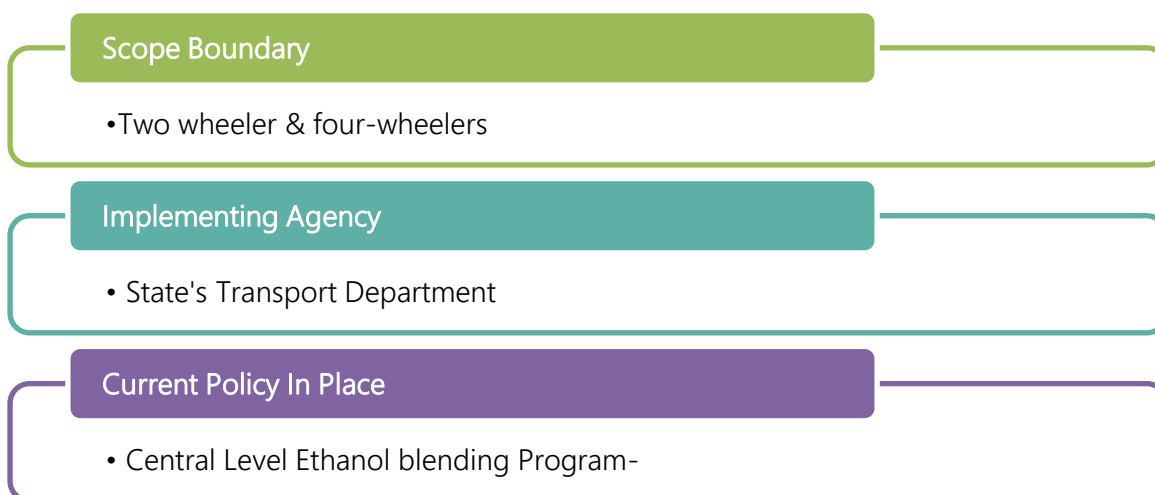 Scope Boundary
•Two wheeler & four-wheelers
Implementing Agency
• State's Transport Department
Current Policy In Place
• Central Level Ethanol blending Program-